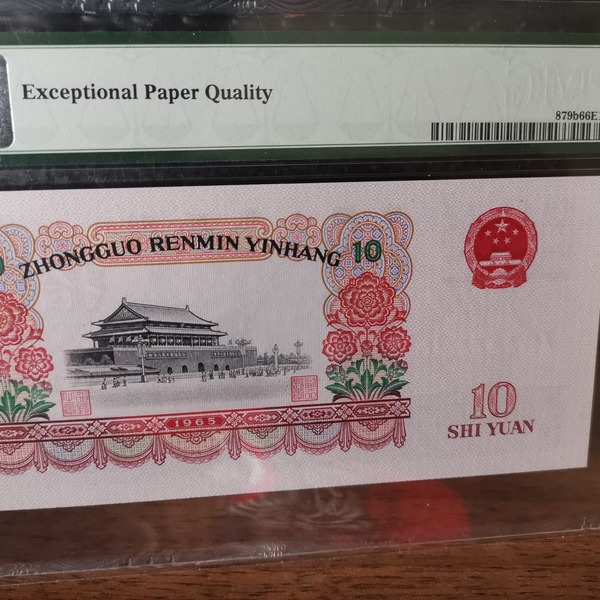 Exceptional Paper Quality
879b66E
ZHONGGUO RENMIN YINHANG 10
1965
10
SHI YUAN